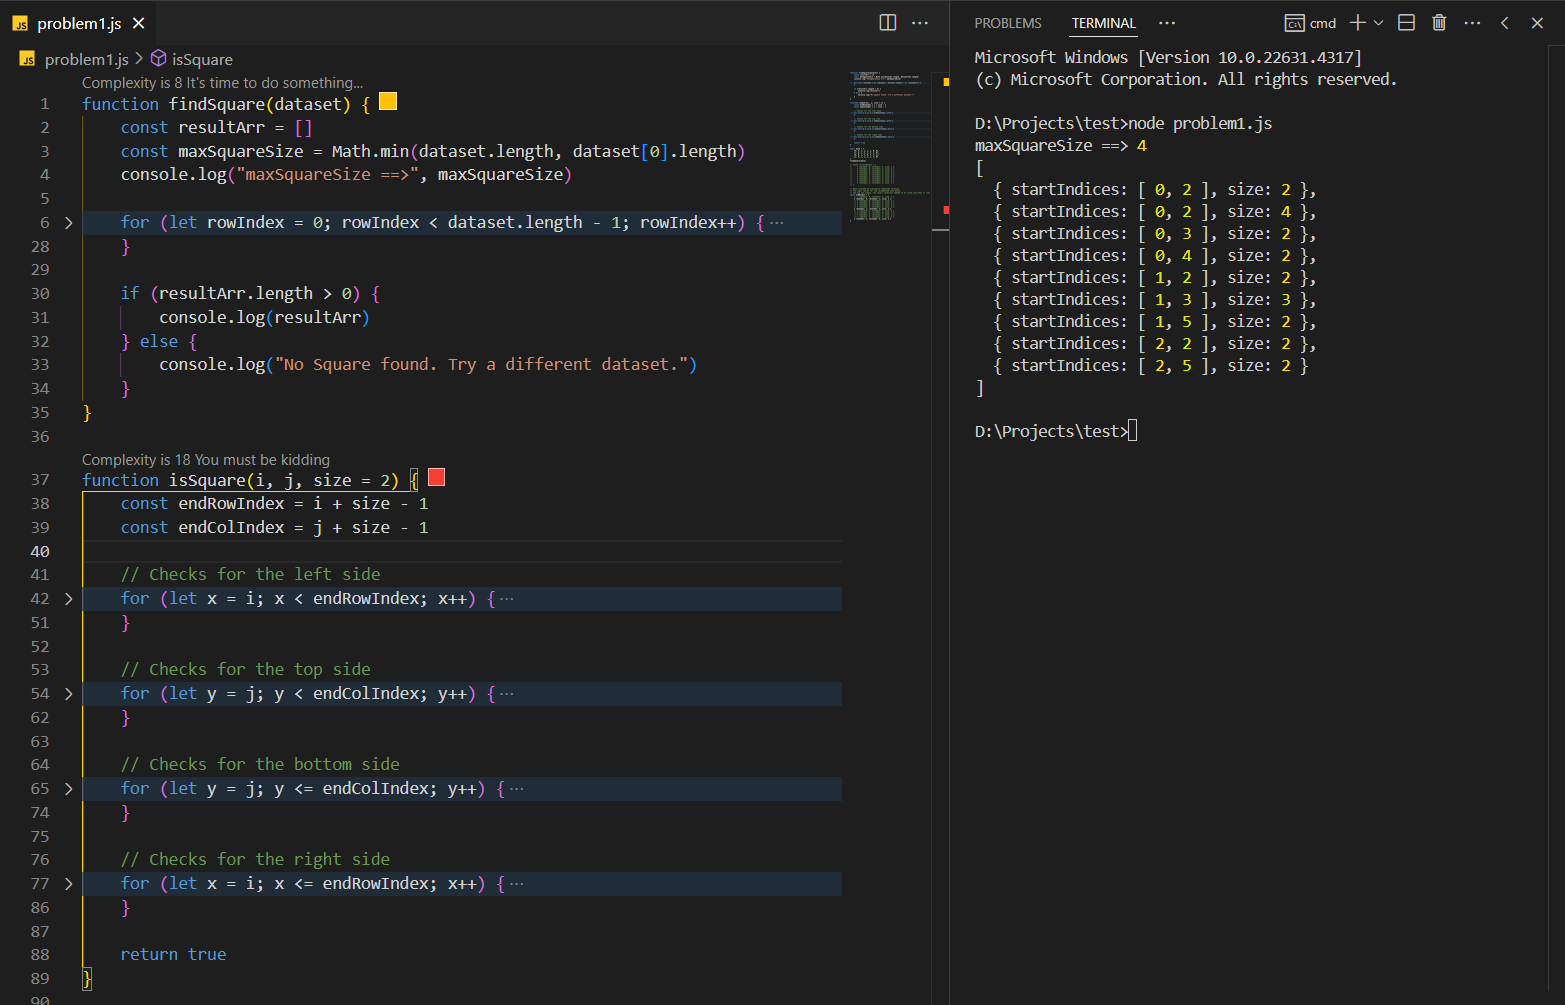 problem1.js
problem1.js > isSquare
Complexity is 8 It's time to do something...
1 function findSquare(dataset) {
2 const resultArr = []
3 const maxSquareSize = Math.min(dataset.length, dataset[0].length)
4 console.log("maxSquareSize ==>", maxSquareSize)
5
6 for (let rowIndex = 0; rowIndex < dataset.length - 1; rowIndex++) { ...
28 }
29
30 if (resultArr.length > 0) {
31 console.log(resultArr)
32 } else {
33 console.log("No Square found. Try a different dataset.")
34 }
35 }
36
Complexity is 18 You must be kidding
37 function isSquare(i, j, size = 2) {
38 const endRowIndex = i + size - 1
39 const endColIndex = j + size - 1
40
41 // Checks for the left side
42 for (let x = i; x < endRowIndex; x++) { ...
51 }
52
53 // Checks for the top side
54 for (let y = j; y < endColIndex; y++) { ...
62 }
63
64 // Checks for the bottom side
65 for (let y = j; y <= endColIndex; y++) { ...
74 }
75
76 // Checks for the right side
77 for (let x = i; x <= endRowIndex; x++) { ...
86 }
87
88 return true
89 }
90
PROBLEMS TERMINAL ... cmd
Microsoft Windows [Version 10.0.22631.4317]
(c) Microsoft Corporation. All rights reserved.
D:\Projects\test>node problem1.js
maxSquareSize ==> 4
[
{ startIndices: [ 0, 2 ], size: 2 },
{ startIndices: [ 0, 2 ], size: 4 },
{ startIndices: [ 0, 3 ], size: 2 },
{ startIndices: [ 0, 4 ], size: 2 },
{ startIndices: [ 1, 2 ], size: 2 },
{ startIndices: [ 1, 3 ], size: 3 },
{ startIndices: [ 1, 5 ], size: 2 },
{ startIndices: [ 2, 2 ], size: 2 },
{ startIndices: [ 2, 5 ], size: 2 }
]
D:\Projects\test>